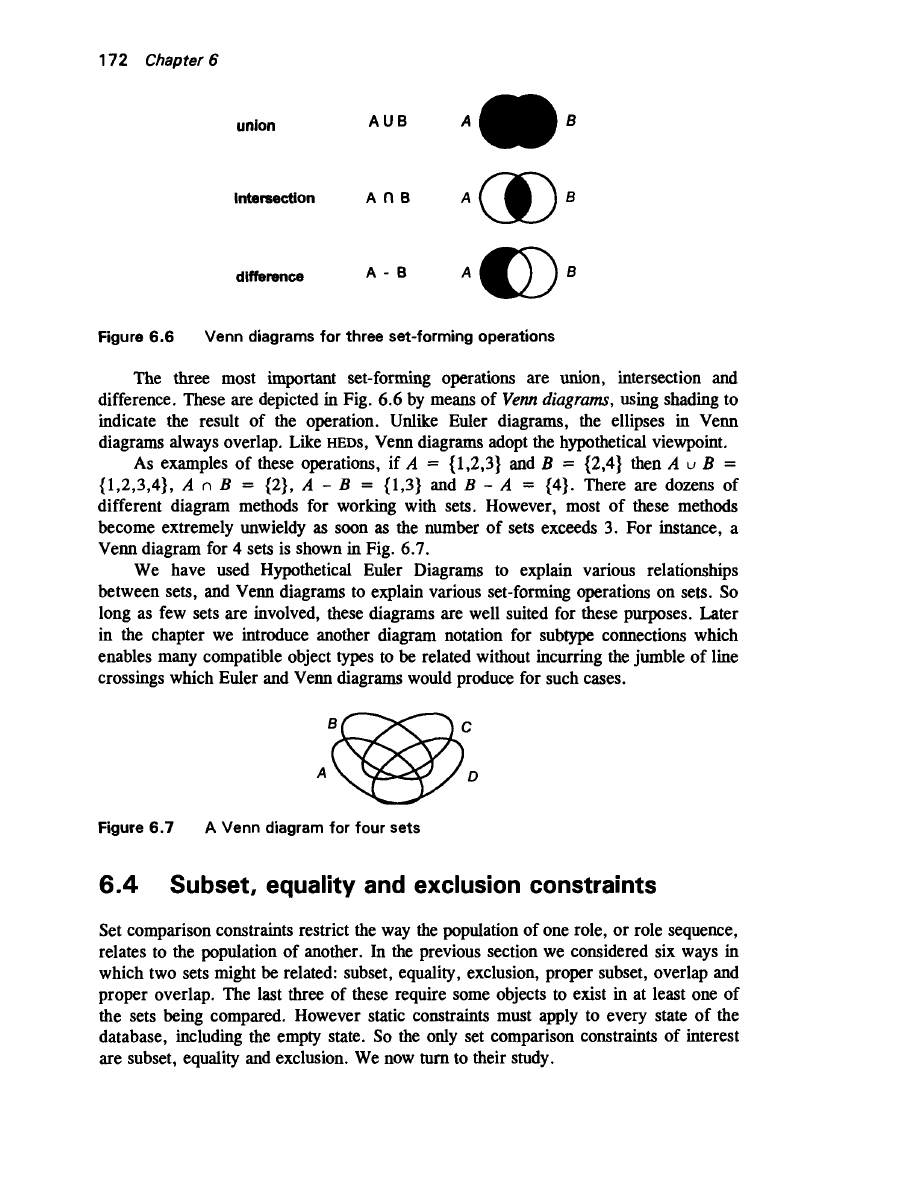 172 Chapter 6
union A U B A B
intersection A ∩ B A B
difference A - B A B
Figure 6.6 Venn diagrams for three set-forming operations
The three most important set-forming operations are union, intersection and
difference. These are depicted in Fig. 6.6 by means of Venn diagrams, using shading to
indicate the result of the operation. Unlike Euler diagrams, the ellipses in Venn
diagrams always overlap. Like HEDs, Venn diagrams adopt the hypothetical viewpoint.
As examples of these operations, if A = {1,2,3} and B = {2,4} then A ∪ B =
{1,2,3,4}, A ∩ B = {2}, A - B = {1,3} and B - A = {4}. There are dozens of
different diagram methods for working with sets. However, most of these methods
become extremely unwieldy as soon as the number of sets exceeds 3. For instance, a
Venn diagram for 4 sets is shown in Fig. 6.7.
We have used Hypothetical Euler Diagrams to explain various relationships
between sets, and Venn diagrams to explain various set-forming operations on sets. So
long as few sets are involved, these diagrams are well suited for these purposes. Later
in the chapter we introduce another diagram notation for subtype connections which
enables many compatible object types to be related without incurring the jumble of line
crossings which Euler and Venn diagrams would produce for such cases.
B C
A D
Figure 6.7 A Venn diagram for four sets
6.4 Subset, equality and exclusion constraints
Set comparison constraints restrict the way the population of one role, or role sequence,
relates to the population of another. In the previous section we considered six ways in
which two sets might be related: subset, equality, exclusion, proper subset, overlap and
proper overlap. The last three of these require some objects to exist in at least one of
the sets being compared. However static constraints must apply to every state of the
database, including the empty state. So the only set comparison constraints of interest
are subset, equality and exclusion. We now turn to their study.